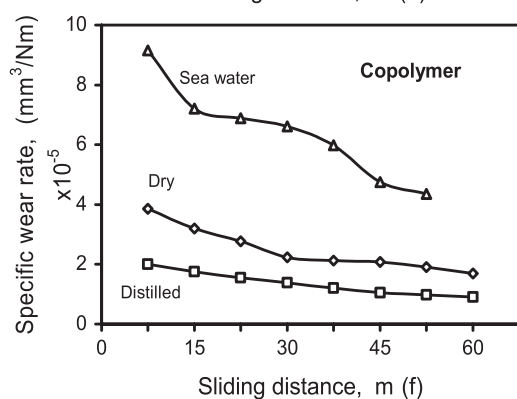 10
8
6
4
2
0
Specific wear rate, (mm³/Nm)
x10⁻⁵
Copolymer
Sea water
Dry
Distilled
0 15 30 45 60
Sliding distance, m (f)